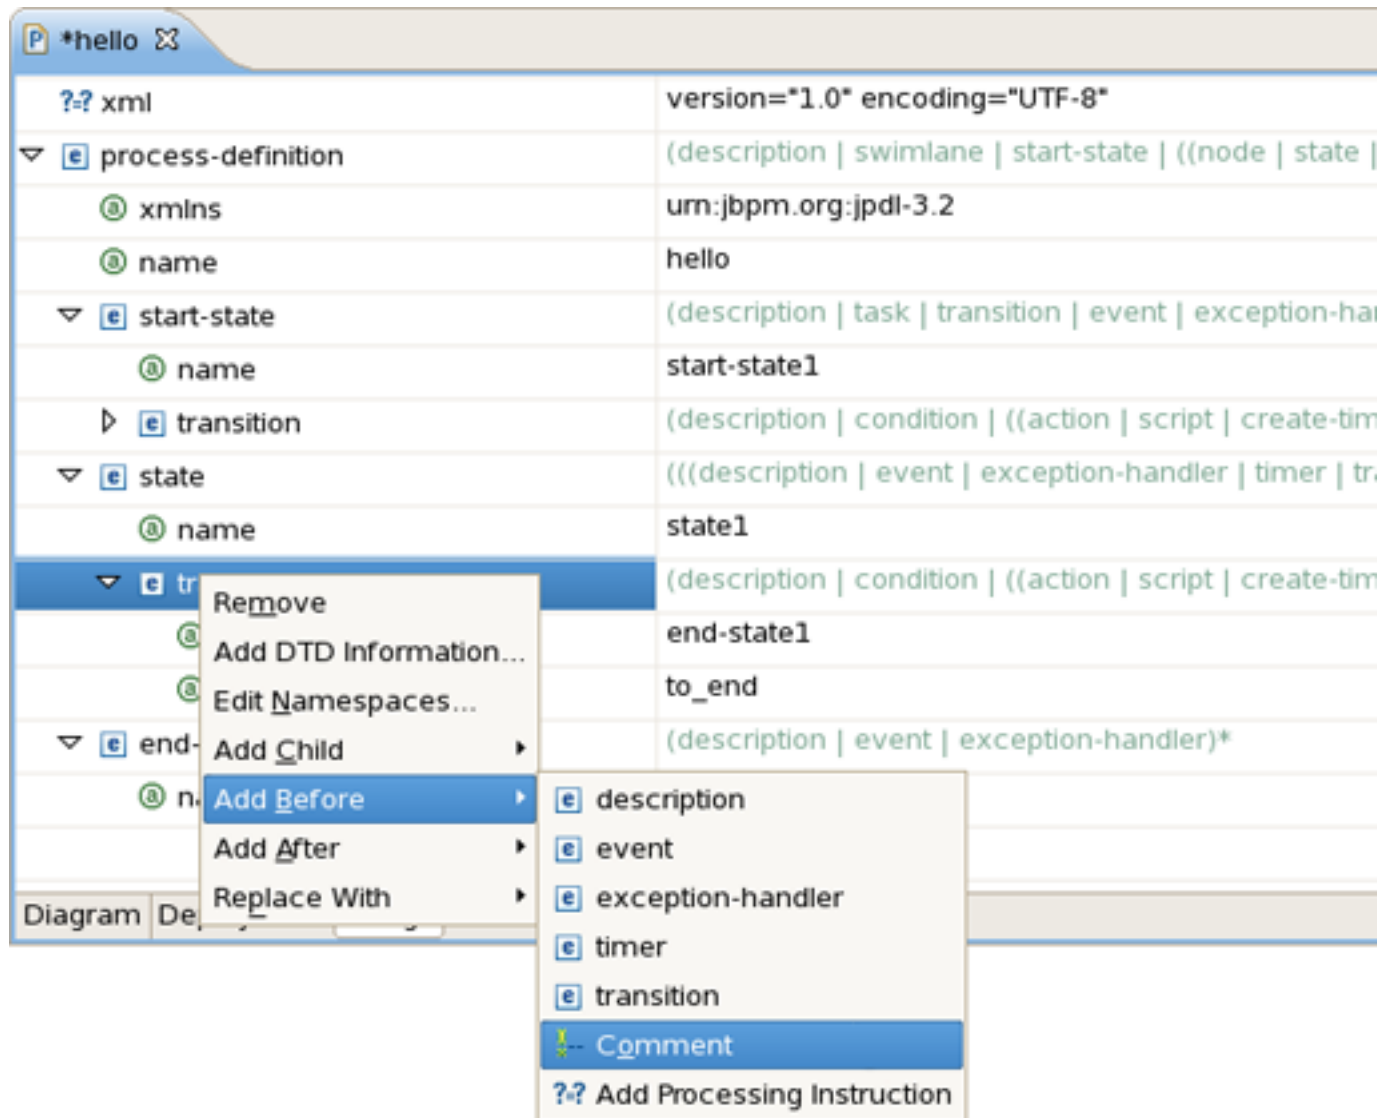 *hello
?=? xml version="1.0" encoding="UTF-8"
e process-definition (description | swimlane | start-state | ((node | state |
a xmlns urn:jbpm.org:jpdl-3.2
a name hello
e start-state (description | task | transition | event | exception-ha
a name start-state1
e transition (description | condition | ((action | script | create-tim
e state (((description | event | exception-handler | timer | tr
a name state1
e tr (description | condition | ((action | script | create-tim
Remove
a end-state1
Add DTD Information...
a to_end
Edit Namespaces...
e end- (description | event | exception-handler)*
Add Child
a n
Add Before
e description
Add After
e event
Replace With
e exception-handler
Diagram De
e timer
e transition
Comment
?=? Add Processing Instruction